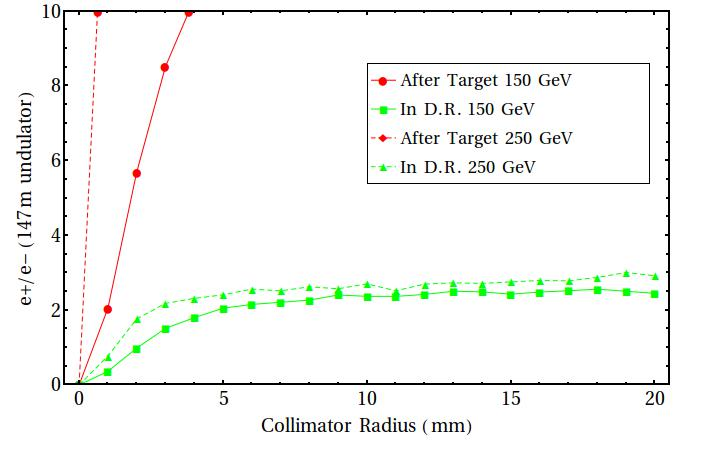 10
8
6
4
2
0
e+/e− (147m undulator)
After Target 150 GeV
In D.R. 150 GeV
After Target 250 GeV
In D.R. 250 GeV
0 5 10 15 20
Collimator Radius (mm)